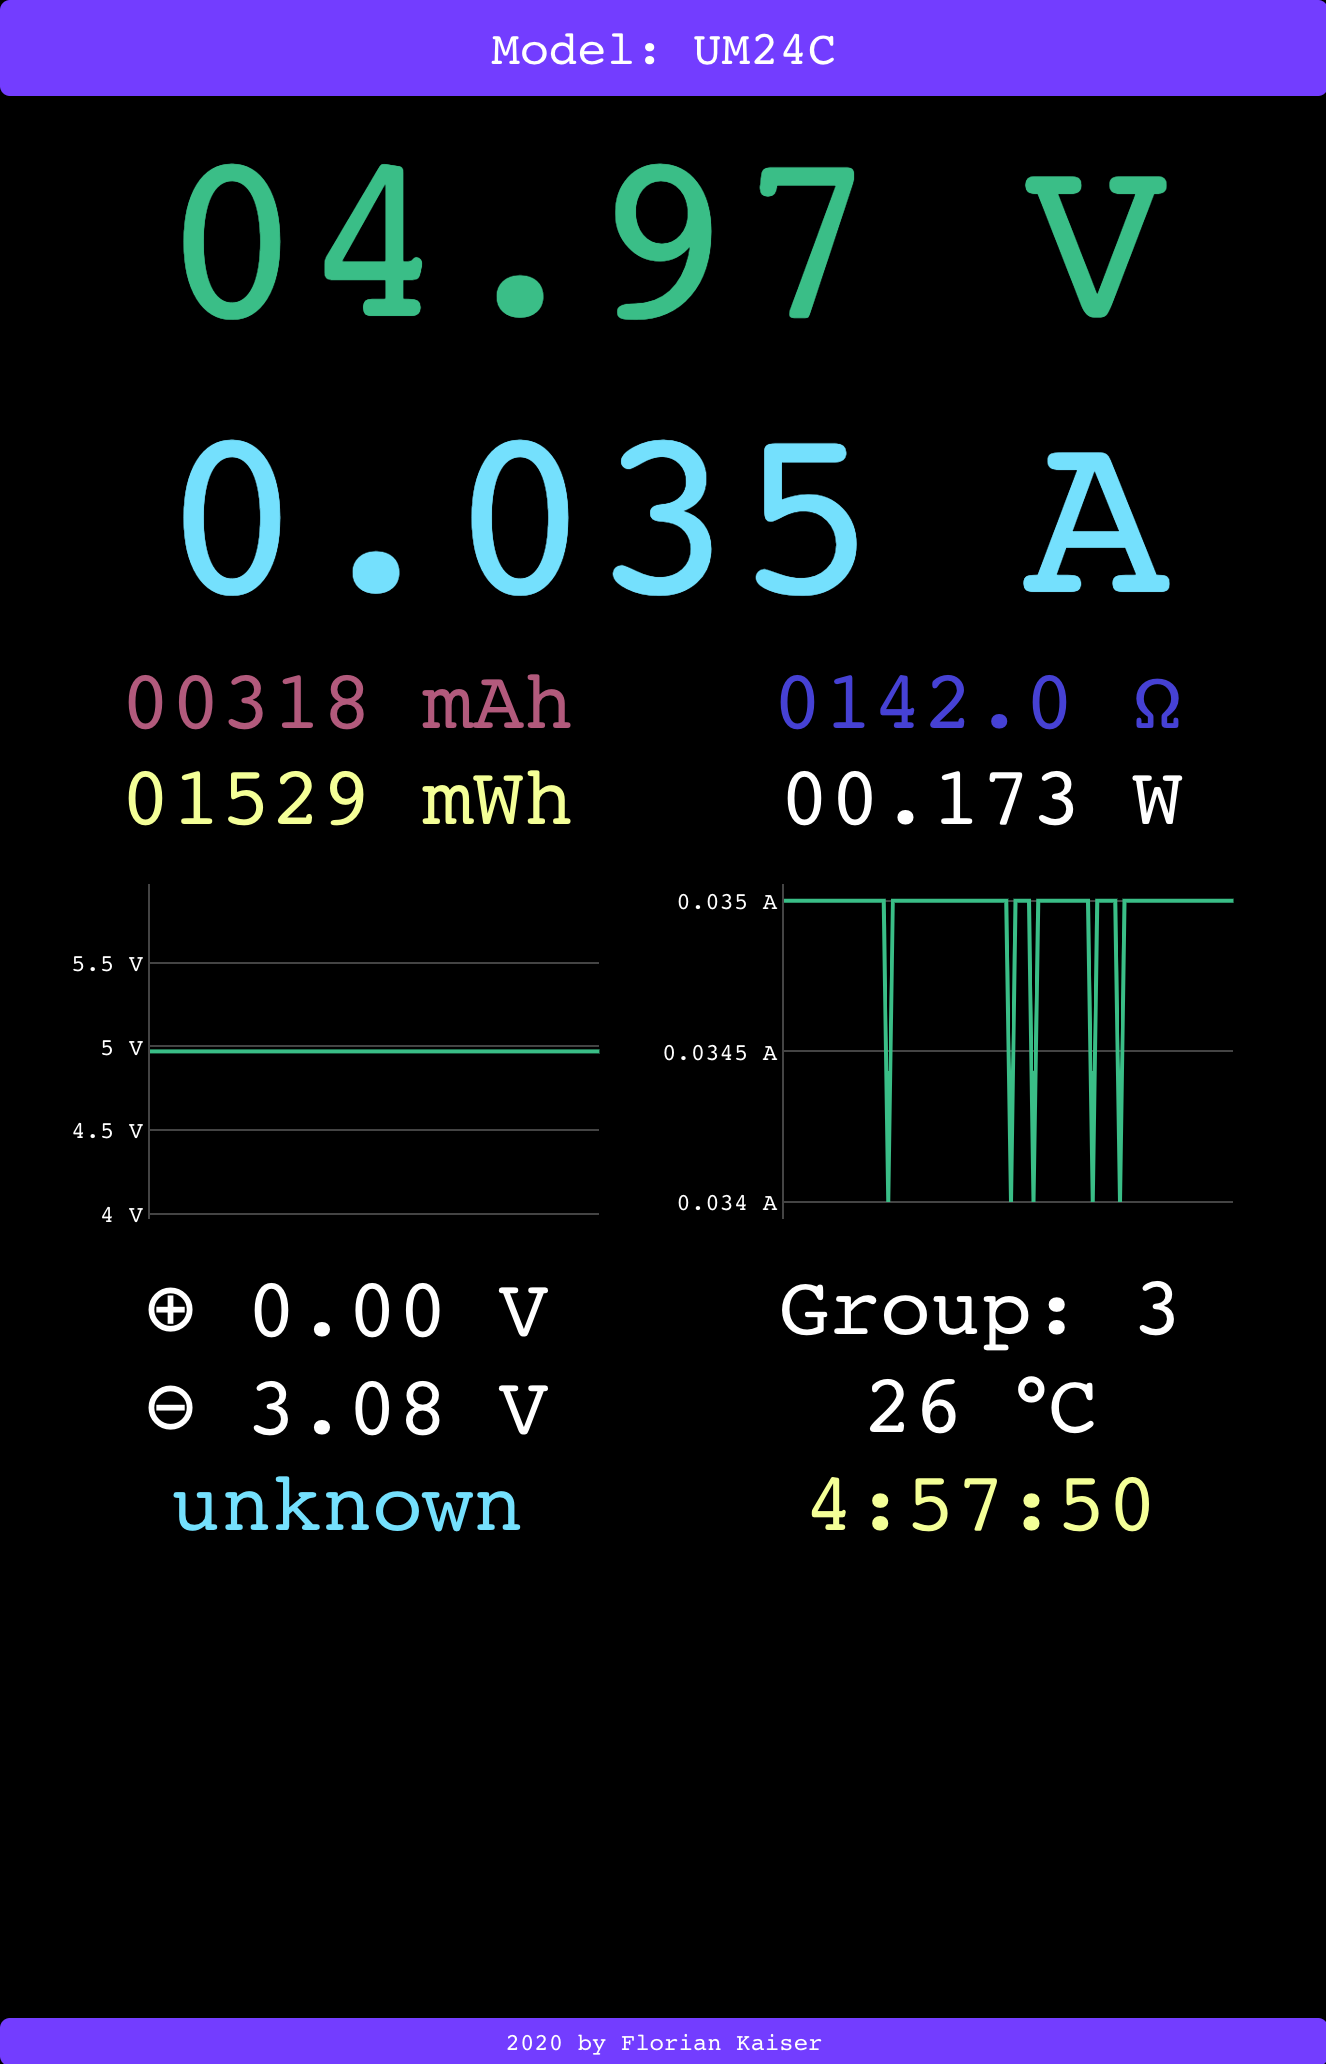 Model: UM24C
04.97 V
0.035 A
00318 mAh
0142.0 Ω
01529 mWh
00.173 W
5.5 V
5 V
4.5 V
4 V
0.035 A
0.0345 A
0.034 A
⊕ 0.00 V
Group: 3
⊖ 3.08 V
26 °C
unknown
4:57:50
2020 by Florian Kaiser